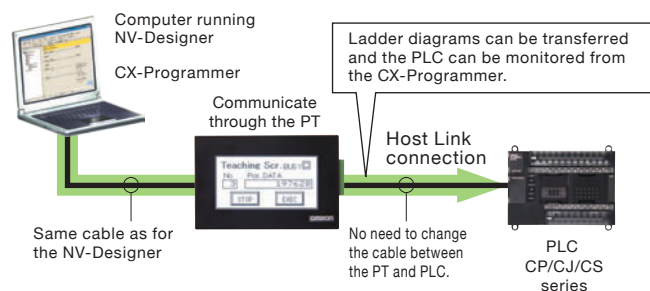 Computer running
NV-Designer
CX-Programmer
Ladder diagrams can be transferred
and the PLC can be monitored from
the CX-Programmer.
Communicate
through the PT
Host Link
connection
Teaching Scr. BUSY
No. Pos.DATA
3 197628
STOP EXEC
OMRON
Same cable as for
the NV-Designer
No need to change
the cable between
the PT and PLC.
PLC
CP/CJ/CS
series